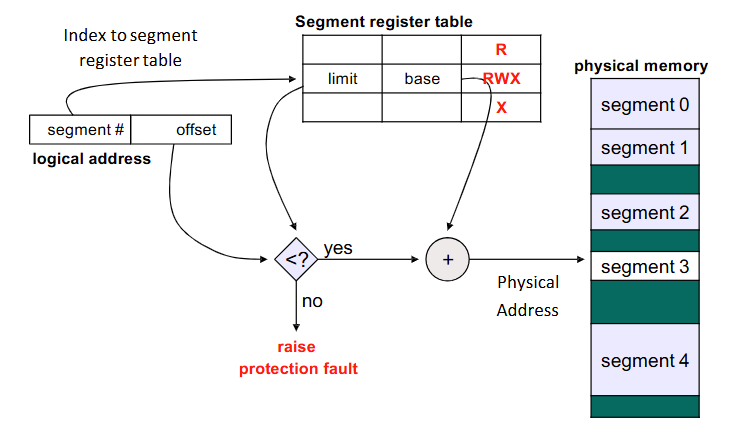 Segment register table
Index to segment
register table
R
limit
base
RWX
X
physical memory
segment 0
segment 1
segment 2
segment 3
segment 4
segment #
offset
logical address
<?
yes
+
no
Physical
Address
raise
protection fault